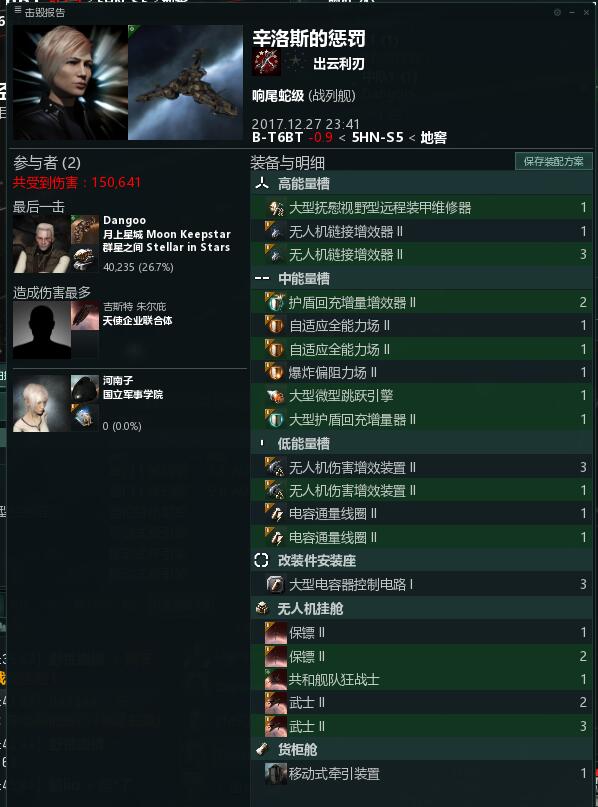 击毁报告
辛洛斯的惩罚
出云利刃
响尾蛇级 (战列舰)
2017.12.27 23:41
B-T6BT -0.9 < 5HN-S5 < 地窖
参与者 (2)
共受到伤害：150,641
最后一击
Dangoo
月上星城 Moon Keepstar
群星之间 Stellar in Stars
40,235 (26.7%)
造成伤害最多
吉斯特 朱尔庇
天使企业联合体
河南子
国立军事学院
0 (0.0%)
装备与明细
保存装配方案
高能量槽
大型抚慰视野型远程装甲维修器 1
无人机链接增效器 II 1
无人机链接增效器 II 3
中能量槽
护盾回充增量增效器 II 2
自适应全能力场 II 1
自适应全能力场 II 1
爆炸偏阻力场 II 1
大型微型跳跃引擎 1
大型护盾回充增量器 II 1
低能量槽
无人机伤害增效装置 II 3
无人机伤害增效装置 II 1
电容通量线圈 II 1
电容通量线圈 II 1
改装件安装座
大型电容器控制电路 I 3
无人机挂舱
保镖 II 1
保镖 II 2
共和舰队狂战士 1
武士 II 2
武士 II 3
货柜舱
移动式牵引装置 1